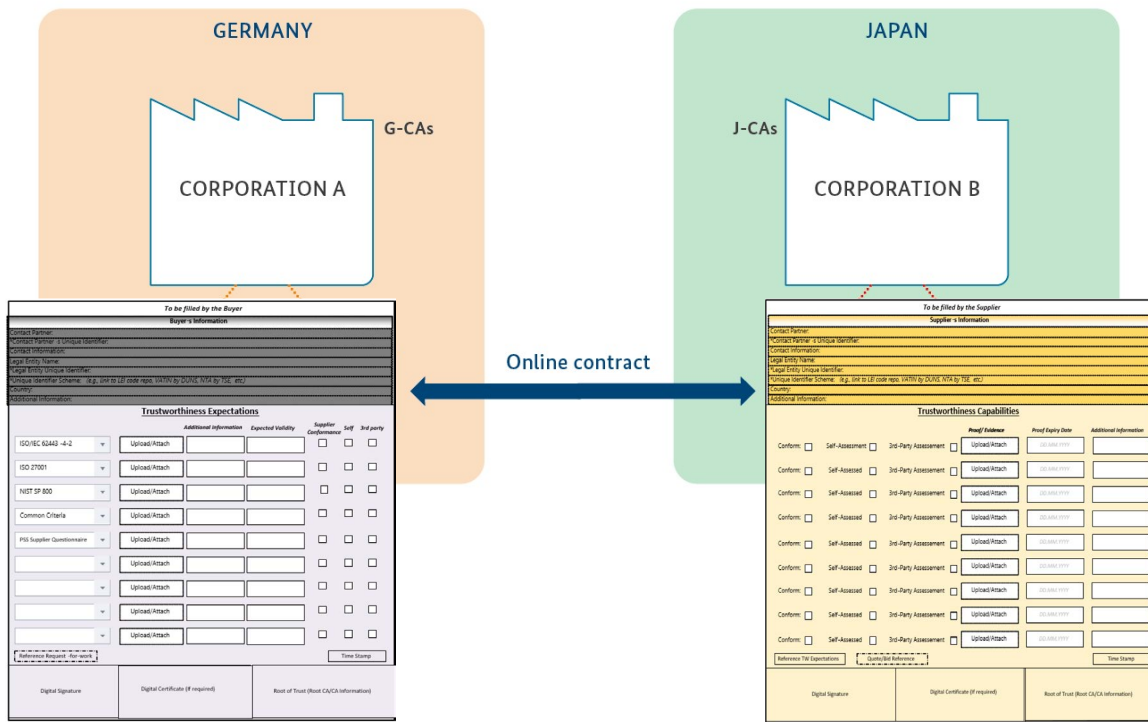 GERMANY
JAPAN
G-CAs
J-CAs
CORPORATION A
CORPORATION B
Online contract
To be filled by the Buyer
Buyer-s Information
Contact Partner:
*Contact Partner -s Unique Identifier:
Contact Information:
Legal Entity Name:
*Legal Entity Unique Identifier:
*Unique Identifier Scheme: (e.g., link to LEI code repo, VATIN by DUNS, NTA by TSE, etc.)
Country:
Additional Information:
Trustworthiness Expectations
Additional Information Expected Validity Supplier Conformance Self 3rd party
ISO/IEC 62443 -4-2 Upload/Attach
ISO 27001 Upload/Attach
NIST SP 800 Upload/Attach
Common Criteria Upload/Attach
PSS Supplier Questionnaire Upload/Attach
Upload/Attach
Upload/Attach
Upload/Attach
Upload/Attach
Reference Request -for-work Time Stamp
Digital Signature Digital Certificate (If required) Root of Trust (Root CA/CA Information)
To be filled by the Supplier
Supplier-s Information
Contact Partner:
*Contact Partner -s Unique Identifier:
Contact Information:
Legal Entity Name:
*Legal Entity Unique Identifier:
*Unique Identifier Scheme: (e.g., link to LEI code repo, VATIN by DUNS, NTA by TSE, etc.)
Country:
Additional Information:
Trustworthiness Capabilities
Proof/ Evidence Proof Expiry Date Additional Information
Conform: Self-Assessment 3rd-Party Assessment Upload/Attach DD.MM.YYYY
Conform: Self-Assessed 3rd-Party Assessement Upload/Attach DD.MM.YYYY
Conform: Self-Assessed 3rd-Party Assessement Upload/Attach DD.MM.YYYY
Conform: Self-Assessed 3rd-Party Assessement Upload/Attach DD.MM.YYYY
Conform: Self-Assessed 3rd-Party Assessement Upload/Attach DD.MM.YYYY
Conform: Self-Assessed 3rd-Party Assessement Upload/Attach DD.MM.YYYY
Conform: Self-Assessed 3rd-Party Assessement Upload/Attach DD.MM.YYYY
Conform: Self-Assessed 3rd-Party Assessement Upload/Attach DD.MM.YYYY
Conform: Self-Assessed 3rd-Party Assessement Upload/Attach DD.MM.YYYY
Reference TW Expertations Quote/Bid Reference Time Stamp
Digital Signature Digital Certificate (If required) Root of Trust (Root CA/CA Information)